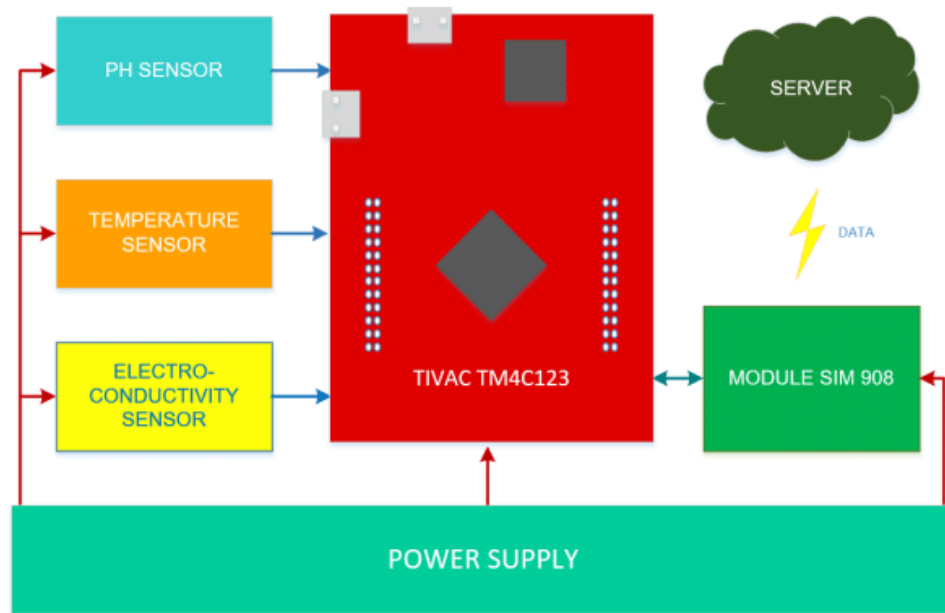 PH SENSOR
SERVER
TEMPERATURE
SENSOR
DATA
ELECTRO-
CONDUCTIVITY
SENSOR
TIVAC TM4C123
MODULE SIM 908
POWER SUPPLY